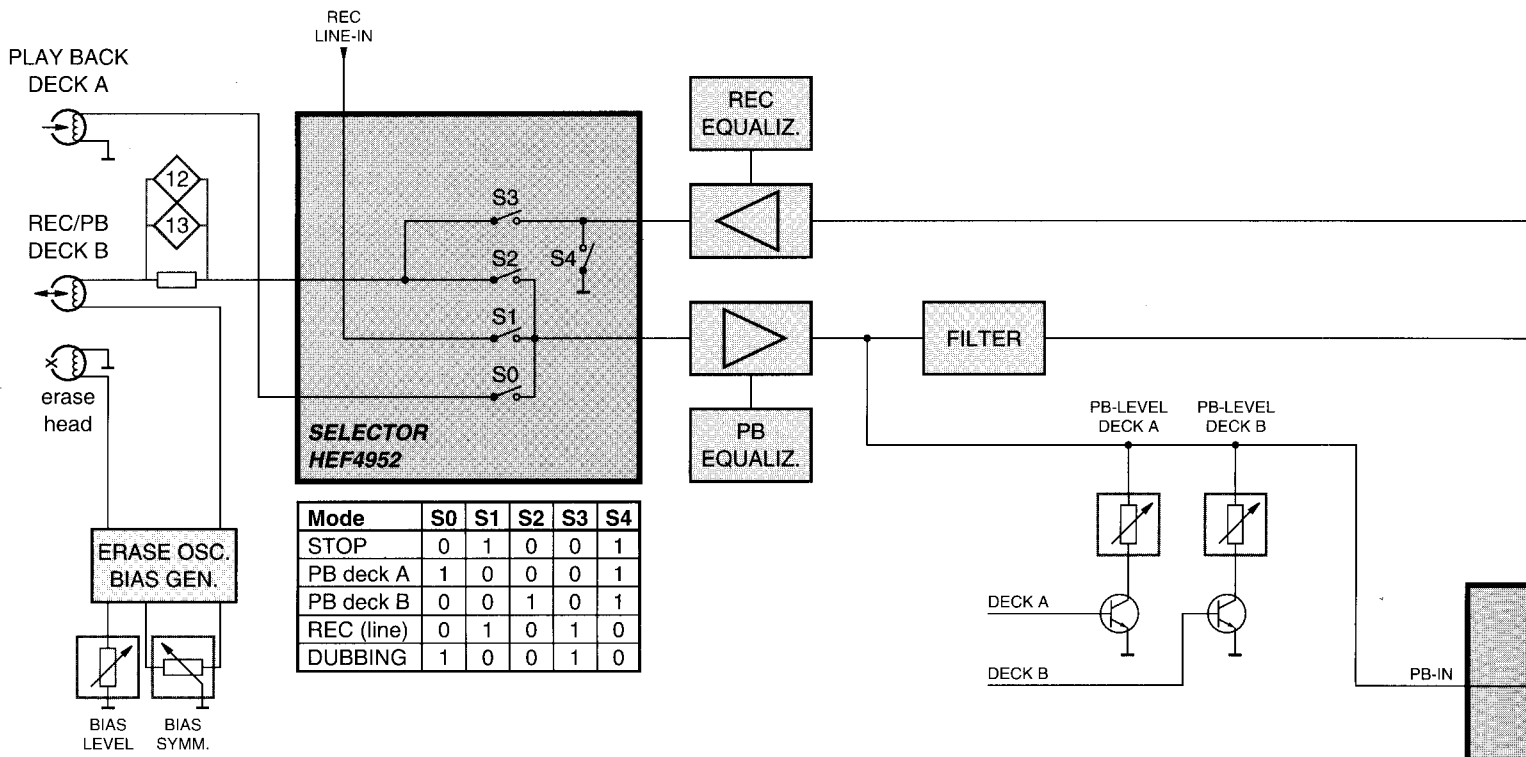 REC
LINE-IN
PLAY BACK
DECK A
12
13
REC/PB
DECK B
erase
head
S3
S2
S4
S1
S0
SELECTOR
HEF4952
REC
EQUALIZ.
FILTER
PB
EQUALIZ.
PB-LEVEL
DECK A
PB-LEVEL
DECK B
DECK A
DECK B
PB-IN
Mode S0 S1 S2 S3 S4
STOP 0 1 0 0 1
PB deck A 1 0 0 0 1
PB deck B 0 0 1 0 1
REC (line) 0 1 0 1 0
DUBBING 1 0 0 1 0
ERASE OSC.
BIAS GEN.
BIAS
LEVEL
BIAS
SYMM.